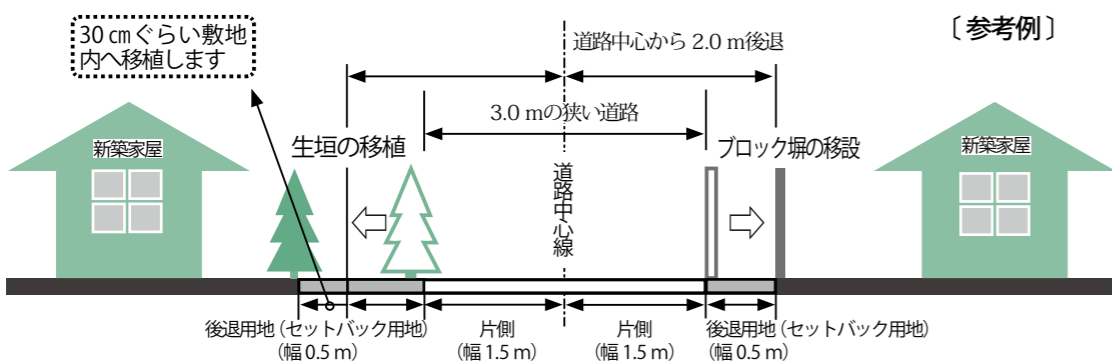 30 ㎝ぐらい敷地
内へ移植します
〔 参考例 〕
道路中心から 2.0 m後退
3.0 mの狭い道路
新築家屋
生垣の移植
道路中心線
ブロック塀の移設
新築家屋
後退用地（セットバック用地）
（幅 0.5 m）
片側
（幅 1.5 m）
片側
（幅 1.5 m）
後退用地（セットバック用地）
（幅 0.5 m）